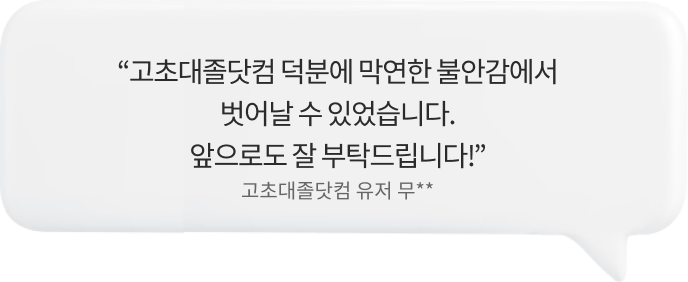 “고초대졸닷컴 덕분에 막연한 불안감에서
벗어날 수 있었습니다.
앞으로도 잘 부탁드립니다!”
고초대졸닷컴 유저 무**